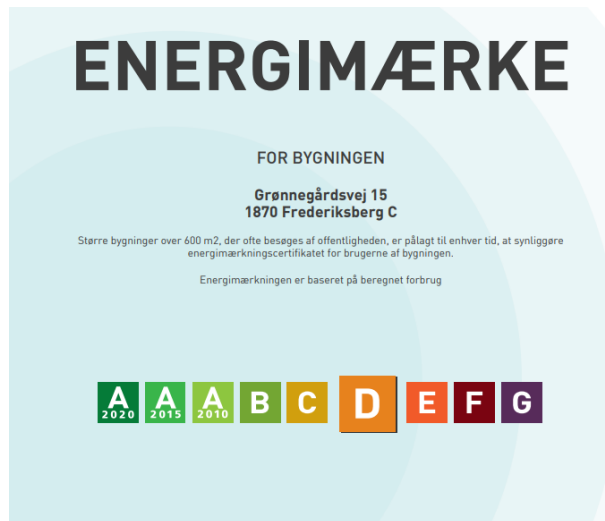 ENERGIMÆRKE
FOR BYGNINGEN
Grønnegårdsvej 15
1870 Frederiksberg C
Større bygninger over 600 m2, der ofte besøges af offentligheden, er pålagt til enhver tid, at synliggøre
energimærkningscertifikatet for brugerne af bygningen.
Energimærkningen er baseret på beregnet forbrug
A A A B C D E F G
2020 2015 2010